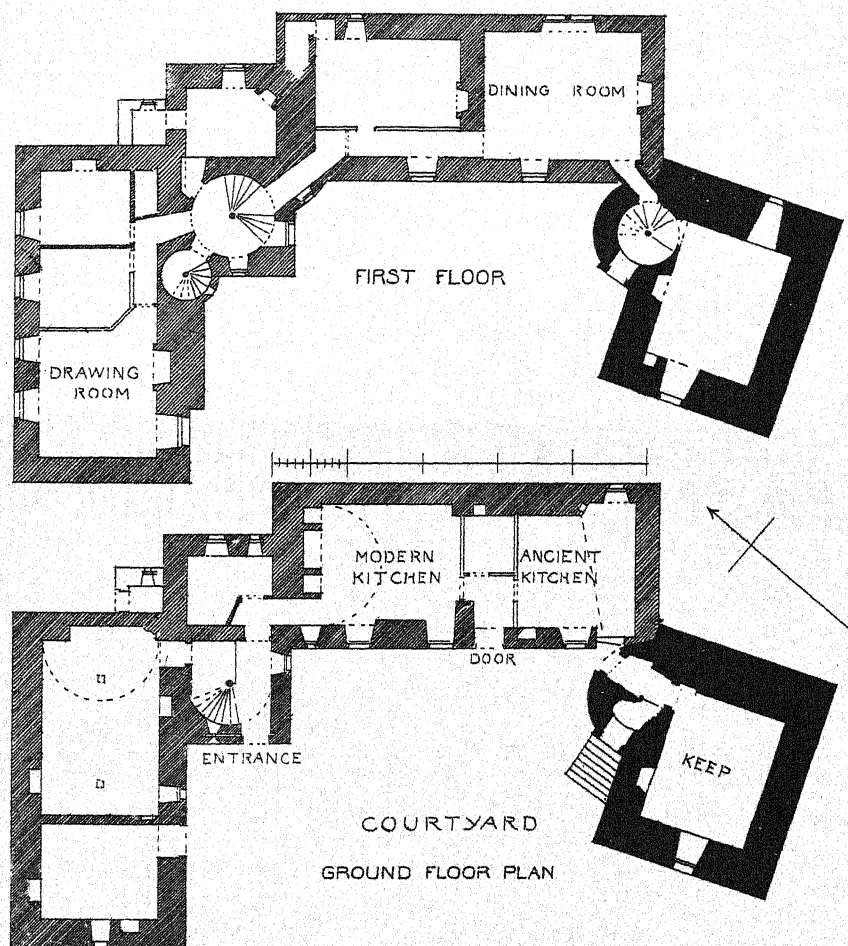 DINING ROOM
FIRST FLOOR
DRAWING
ROOM
MODERN
KITCHEN
ANCIENT
KITCHEN
DOOR
ENTRANCE
KEEP
COURTYARD
GROUND FLOOR PLAN